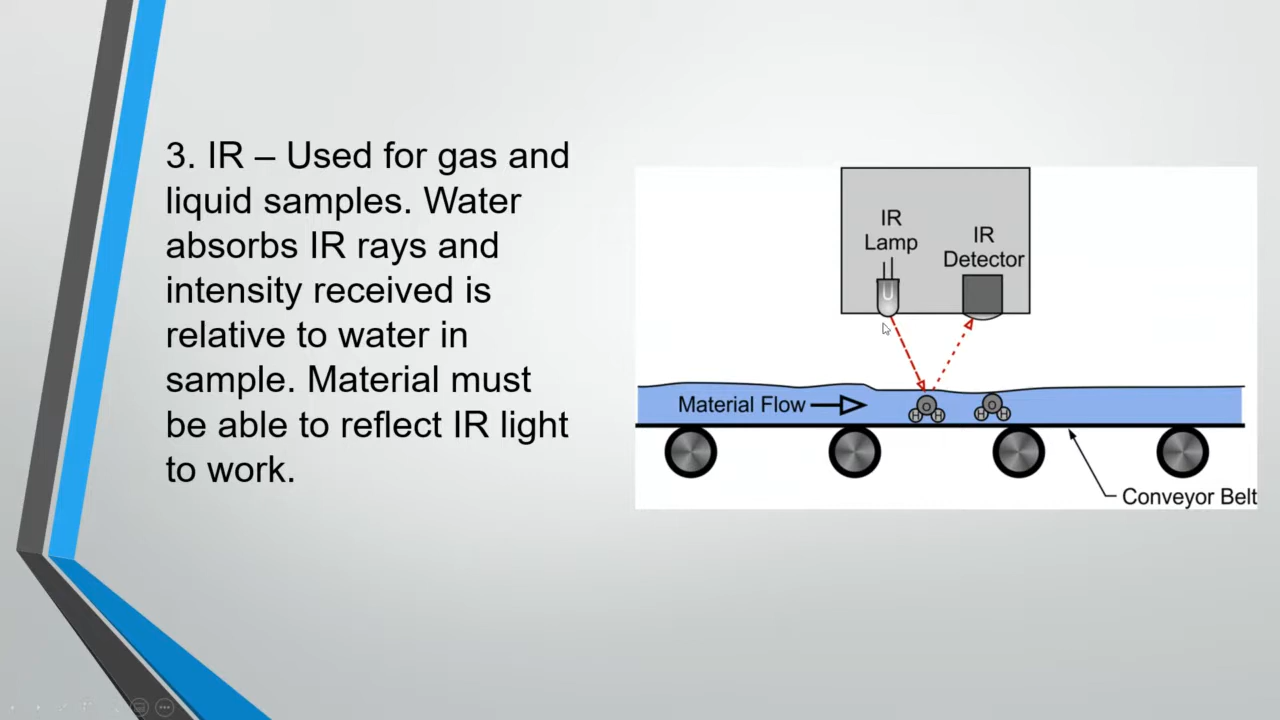 3. IR – Used for gas and
liquid samples. Water
absorbs IR rays and
intensity received is
relative to water in
sample. Material must
be able to reflect IR light
to work.
IR
Lamp
IR
Detector
U
Material Flow
O
H H
O
H H
Conveyor Belt